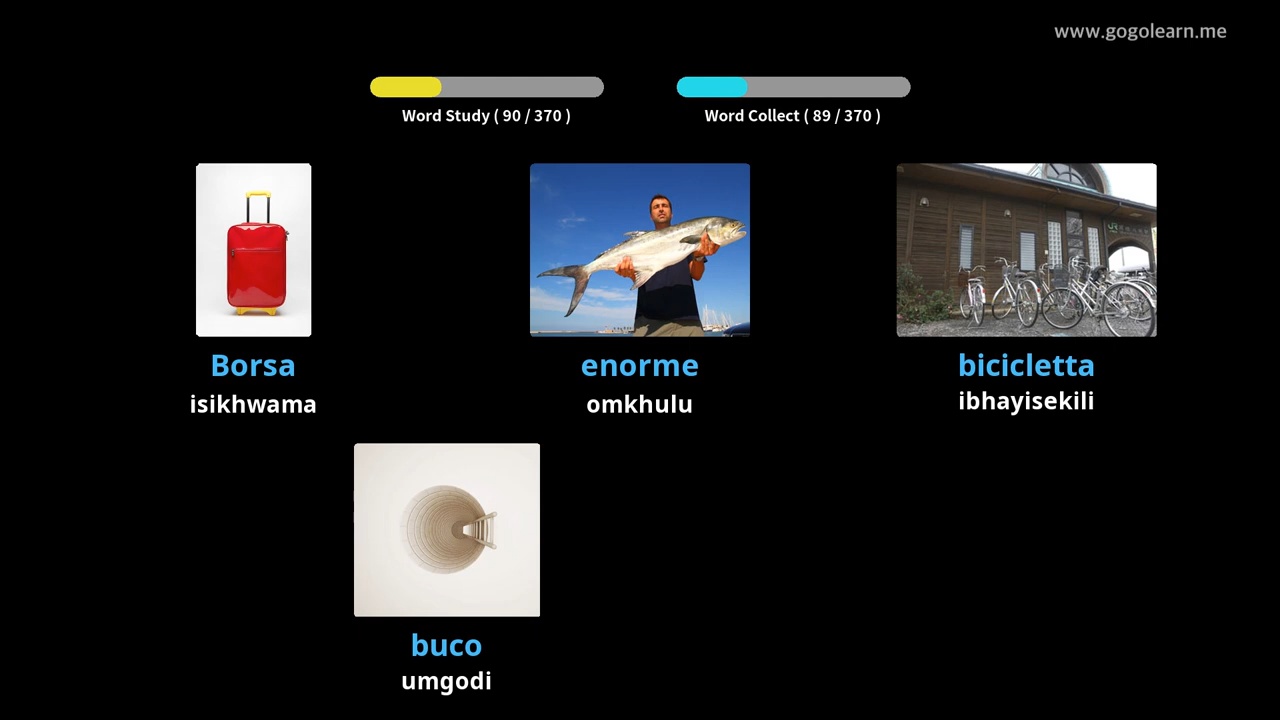 www.gogolearn.me
Word Study ( 90 / 370 )
Word Collect ( 89 / 370 )
Borsa
isikhwama
enorme
omkhulu
bicicletta
ibhayisekili
buco
umgodi